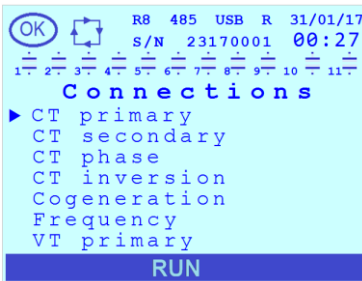 OK R8 485 USB R 31/01/17
S/N 23170001 00:27
1 2 3 4 5 6 7 8 9 10 11
Connections
CT primary
CT secondary
CT phase
CT inversion
Cogeneration
Frequency
VT primary
RUN